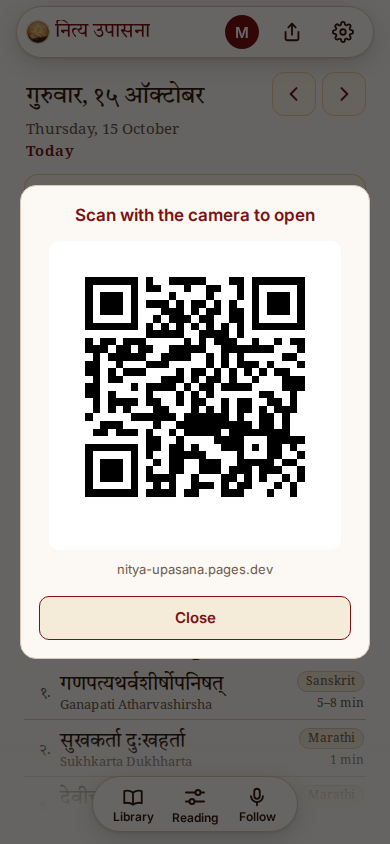 नित्य उपासना
M
गुरुवार, १५ ऑक्टोबर
Thursday, 15 October
Today
Scan with the camera to open
nitya-upasana.pages.dev
Close
१. गणपत्यथर्वशीर्षोपनिषत् Sanskrit
Ganapati Atharvashirsha 5–8 min
२. सुखकर्ता दुःखहर्ता Marathi
Sukhkarta Dukhharta 1 min
Marathi
Library Reading Follow